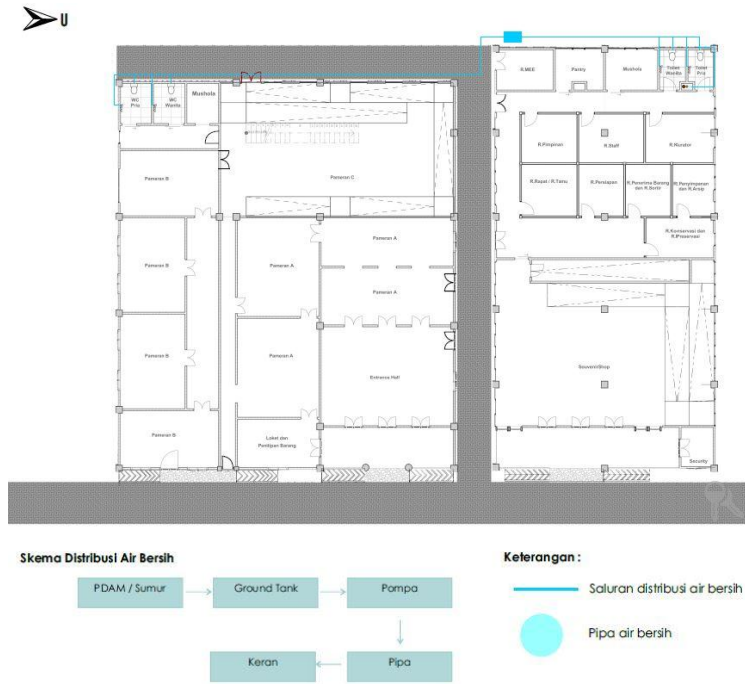 U
R.MEE
Pantry
Mushola
Toilet
Wanita
Toilet
Pria
WC
Pria
WC
Wanita
Mushola
R.Pimpinan
R.Staff
R.Kurator
Pameran B
Pameran C
R.Rapat / R.Tamu
R.Persiapan
R.Penerima Barang
dan R.Sortir
R.Penyimpanan
dan R.Arsip
R.Konservasi dan
R.Preservasi
Pameran B
Pameran A
Pameran A
Pameran A
Pameran B
Pameran A
Entrance Hall
Souvenir Shop
Pameran B
Loket dan
Penitipan Barang
Security
Skema Distribusi Air Bersih
PDAM / Sumur
Ground Tank
Pompa
Keran
Pipa
Keterangan :
Saluran distribusi air bersih
Pipa air bersih